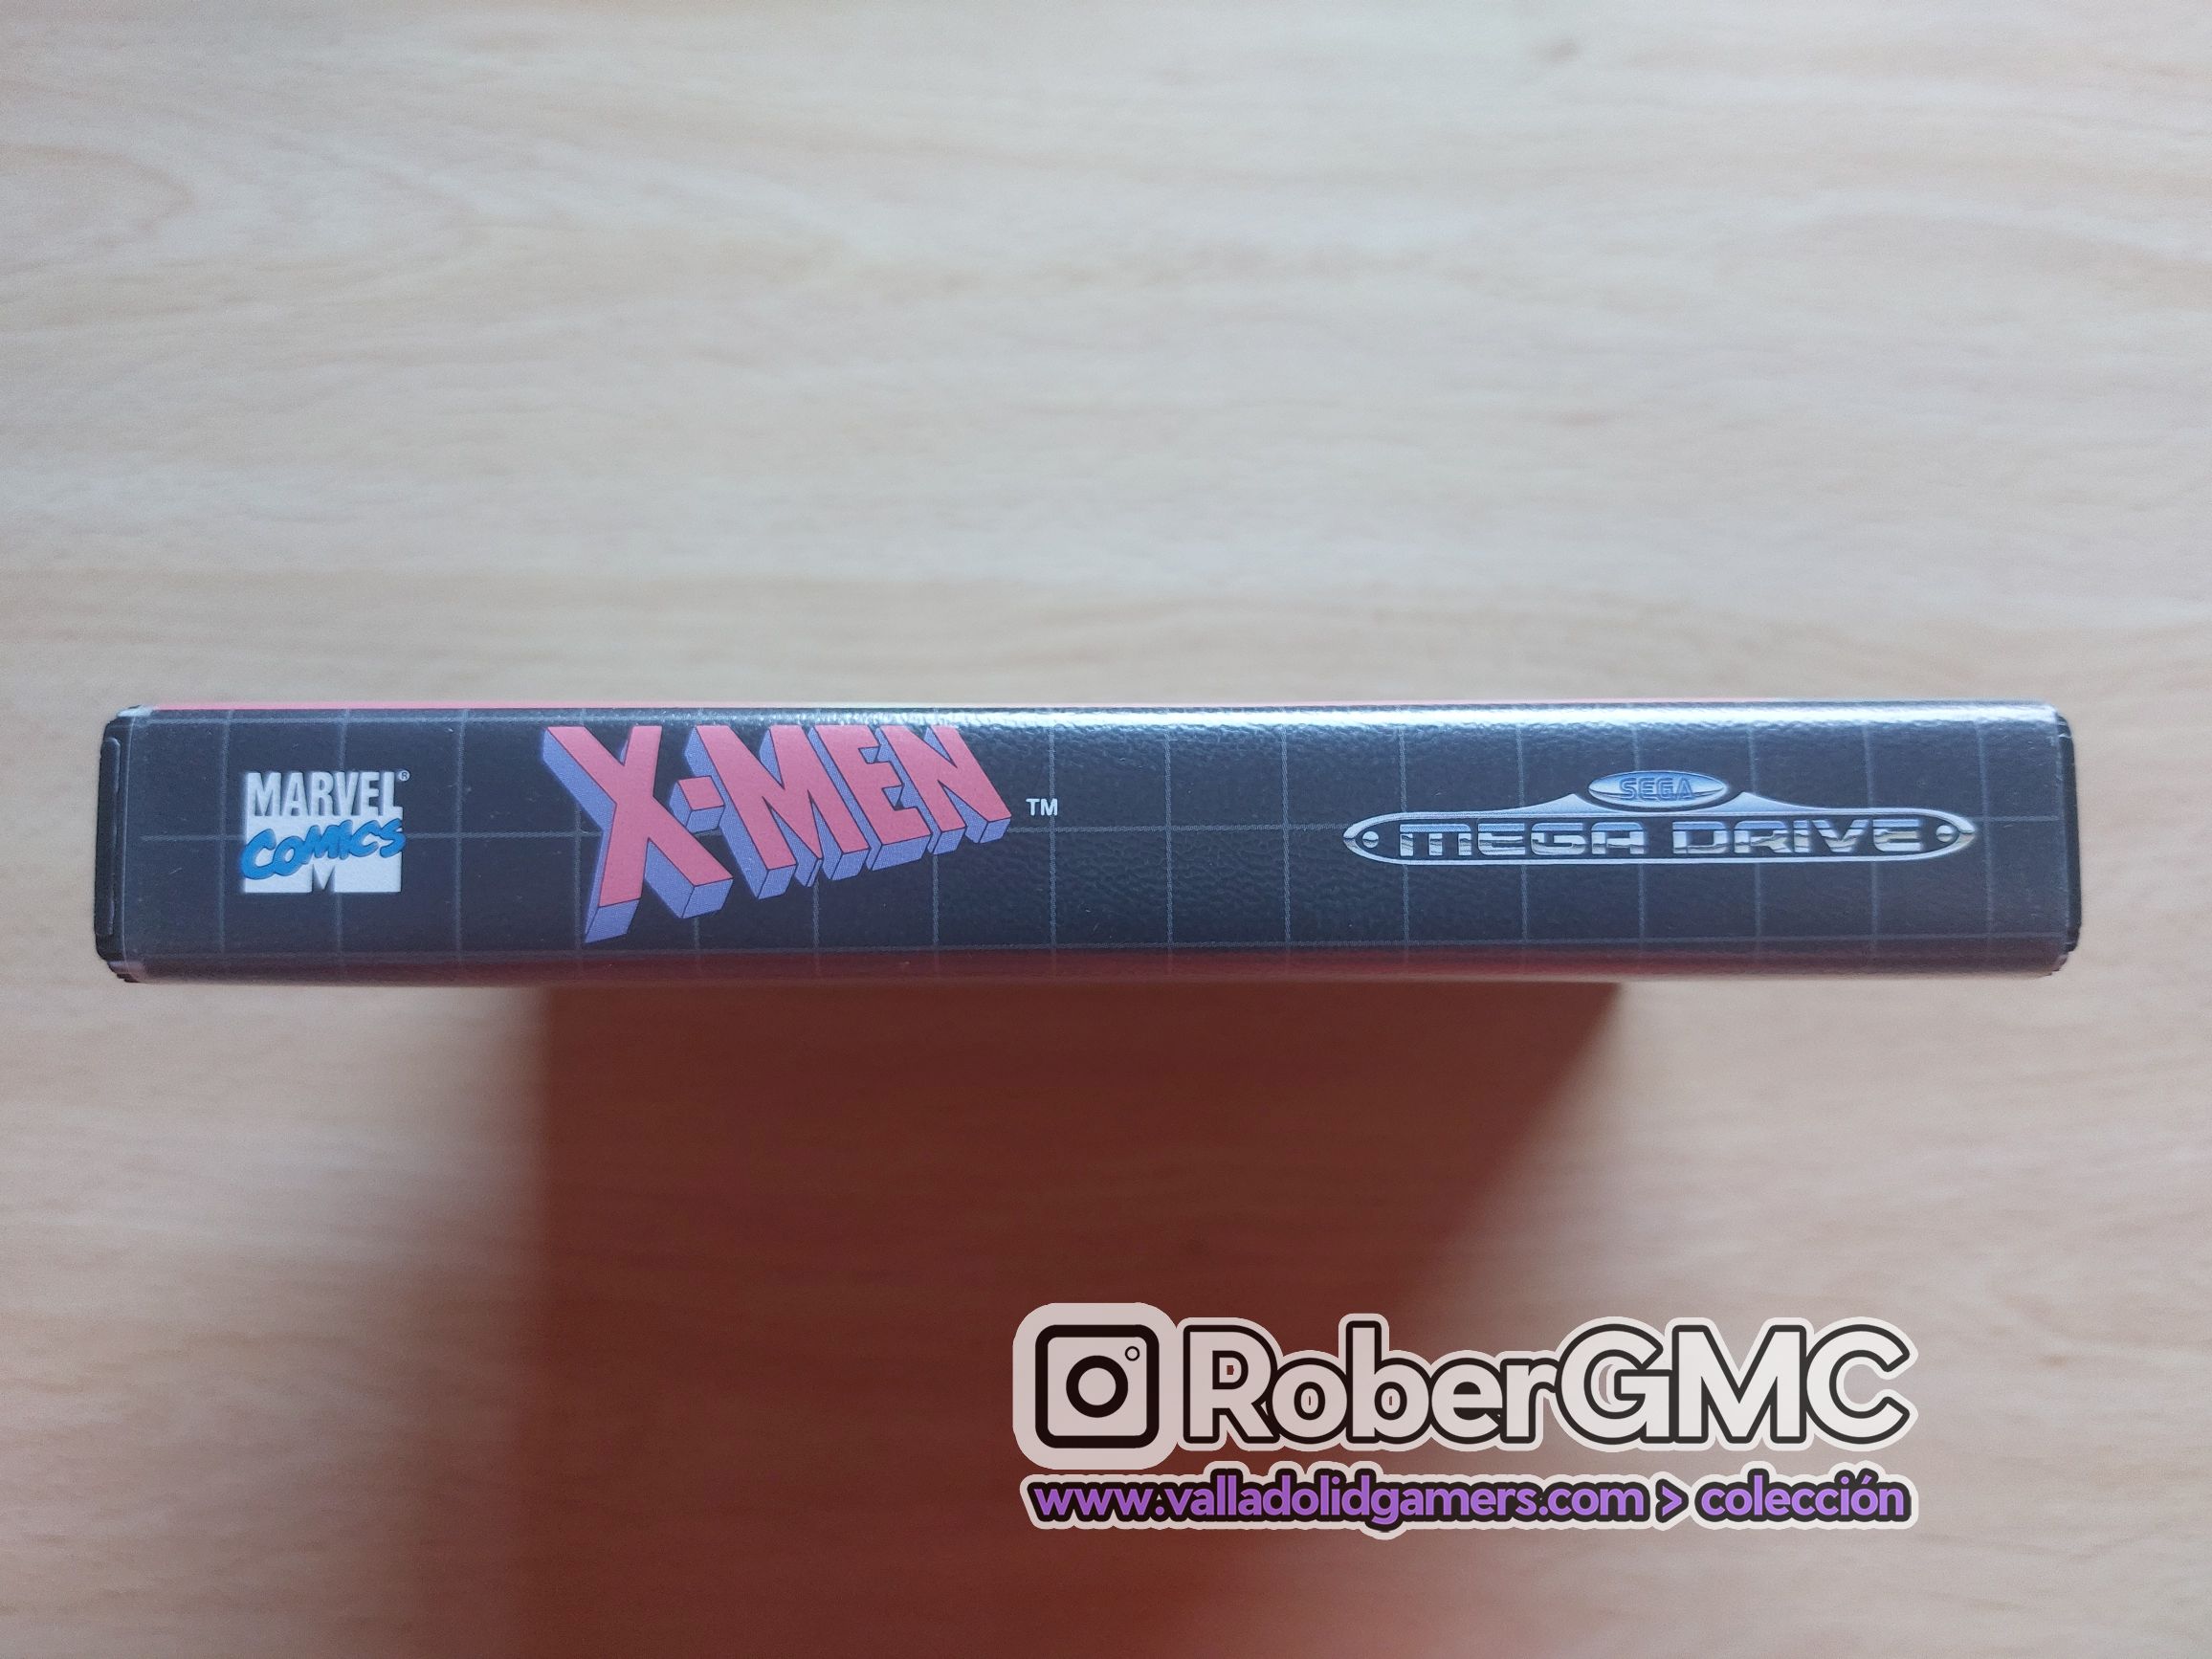 MARVEL®
COMICS
X-MEN ™
SEGA
MEGA DRIVE
RoberGMC
www.valladolidgamers.com > colección